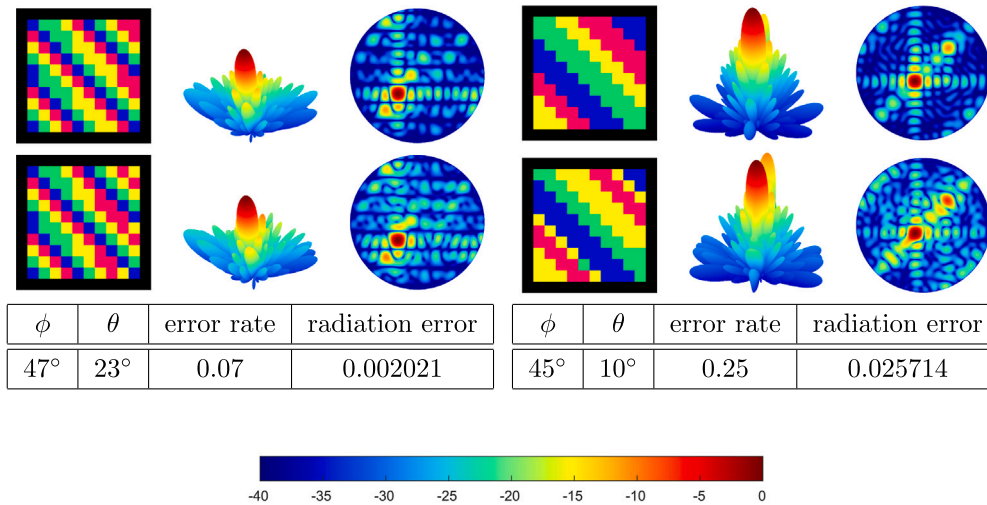 ϕ θ error rate radiation error
47° 23° 0.07 0.002021
ϕ θ error rate radiation error
45° 10° 0.25 0.025714
-40 -35 -30 -25 -20 -15 -10 -5 0